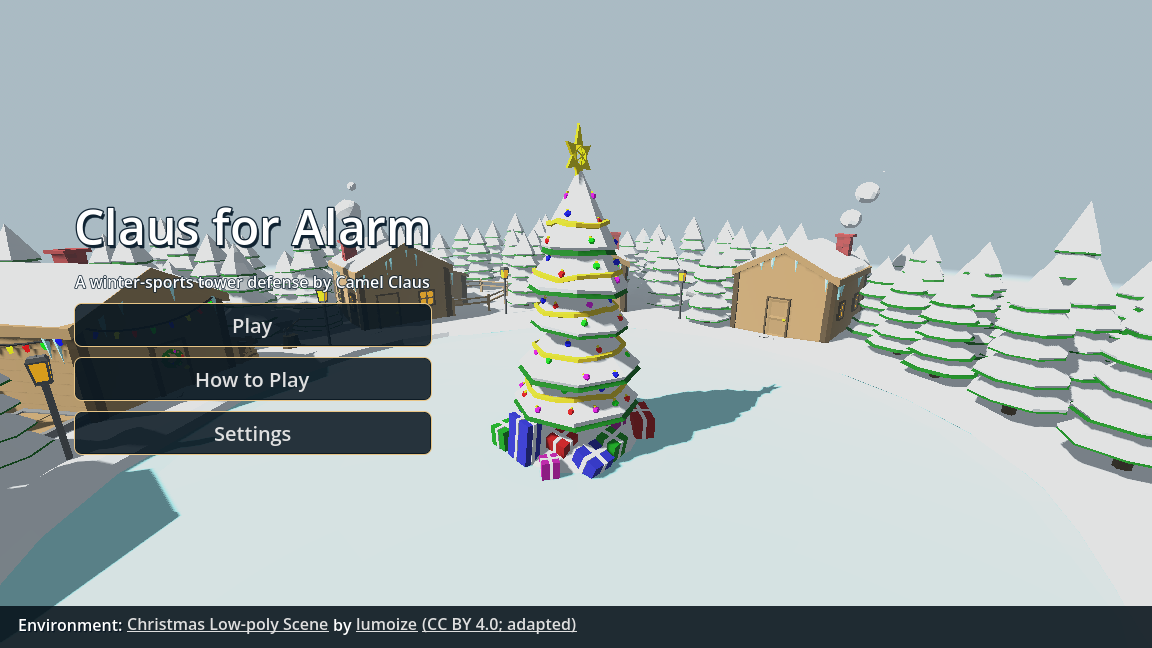 Claus for Alarm
A winter-sports tower defense by Camel Claus
Play
How to Play
Settings
Environment: Christmas Low-poly Scene by lumoize (CC BY 4.0; adapted)